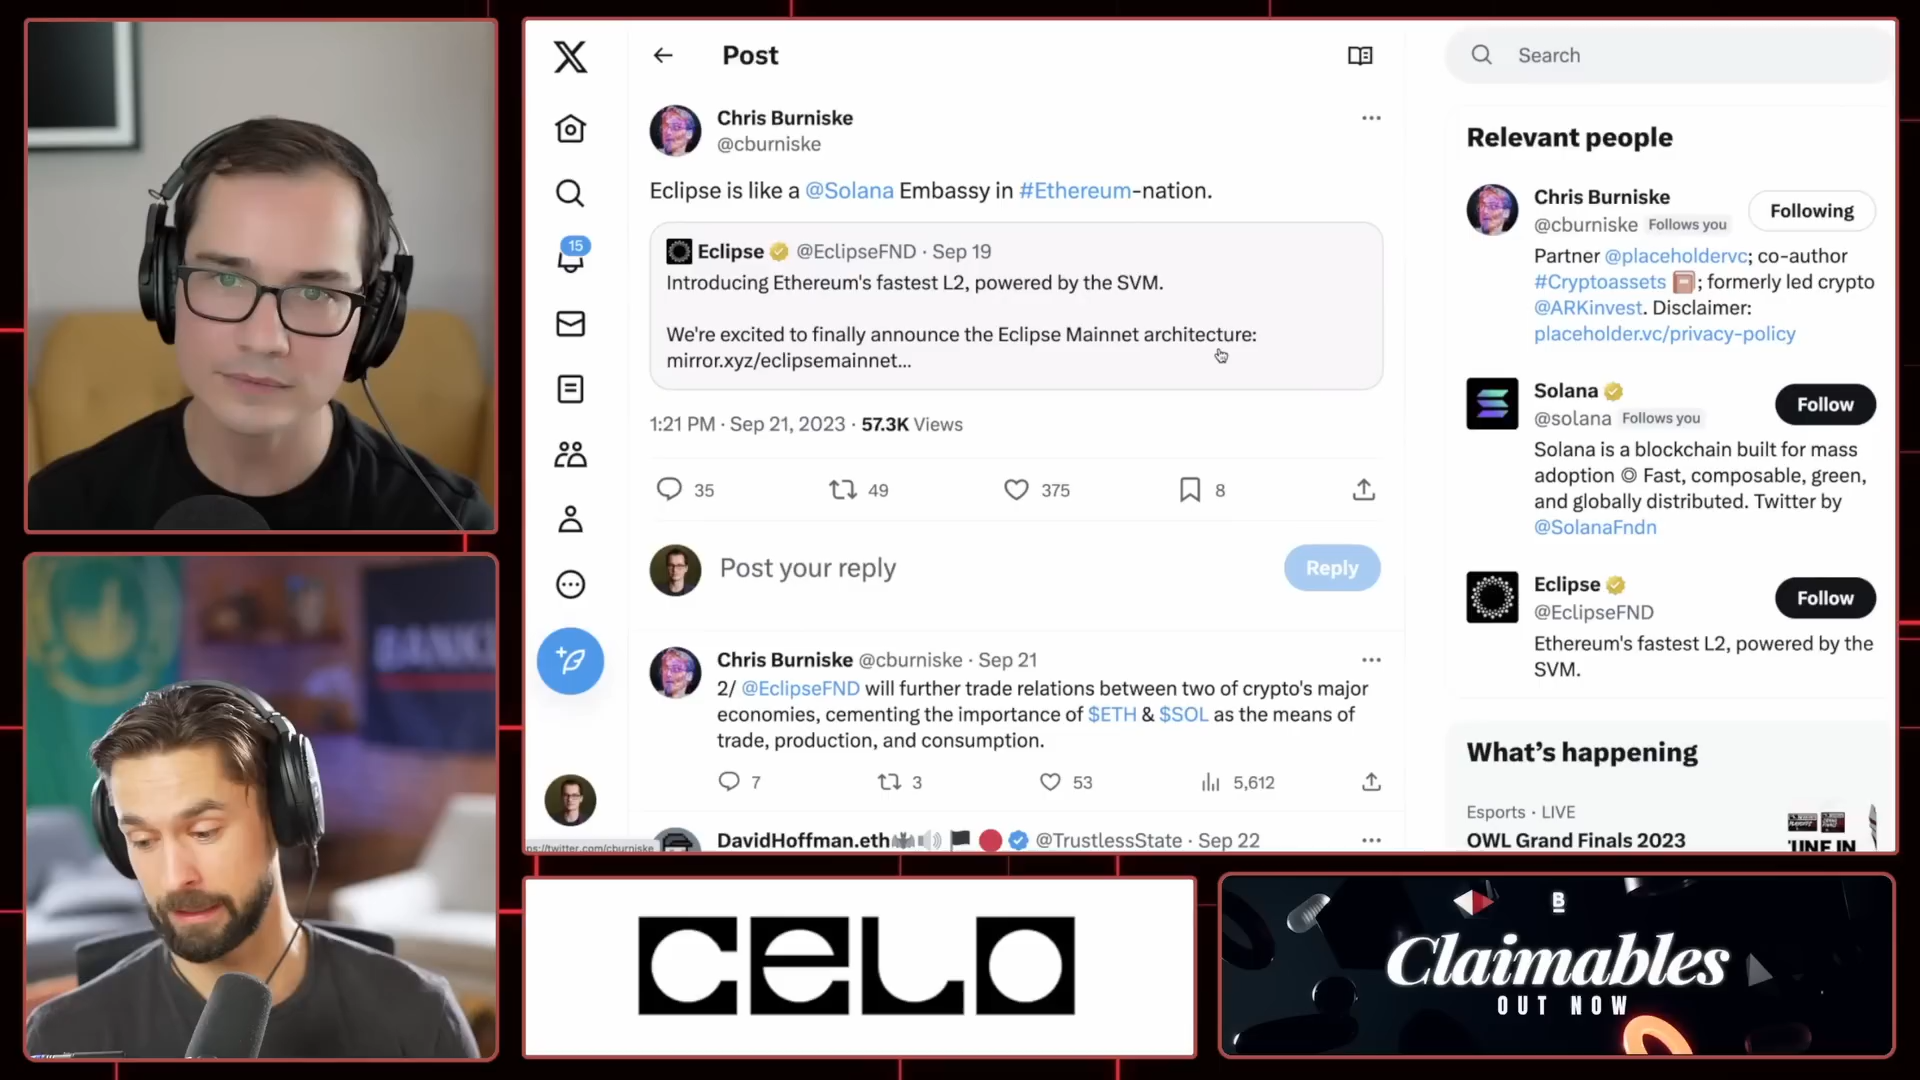 Post
Search
Chris Burniske
@cburniske
Eclipse is like a @Solana Embassy in #Ethereum-nation.
Eclipse @EclipseFND · Sep 19
Introducing Ethereum's fastest L2, powered by the SVM.
We're excited to finally announce the Eclipse Mainnet architecture:
mirror.xyz/eclipsemainnet...
1:21 PM · Sep 21, 2023 · 57.3K Views
35 49 375 8
Post your reply
Reply
Chris Burniske @cburniske · Sep 21
2/ @EclipseFND will further trade relations between two of crypto's major
economies, cementing the importance of $ETH & $SOL as the means of
trade, production, and consumption.
7 3 53 5,612
DavidHoffman.eth @TrustlessState · Sep 22
15
ps://twitter.com/cburniske
Relevant people
Chris Burniske
@cburniske Follows you
Following
Partner @placeholdervc; co-author
#Cryptoassets ; formerly led crypto
@ARKinvest. Disclaimer:
placeholder.vc/privacy-policy
Solana
@solana Follows you
Follow
Solana is a blockchain built for mass
adoption ◎ Fast, composable, green,
and globally distributed. Twitter by
@SolanaFndn
Eclipse
@EclipseFND
Follow
Ethereum's fastest L2, powered by the
SVM.
What's happening
Esports · LIVE
OWL Grand Finals 2023
BANK
CELO
B
Claimables
OUT NOW